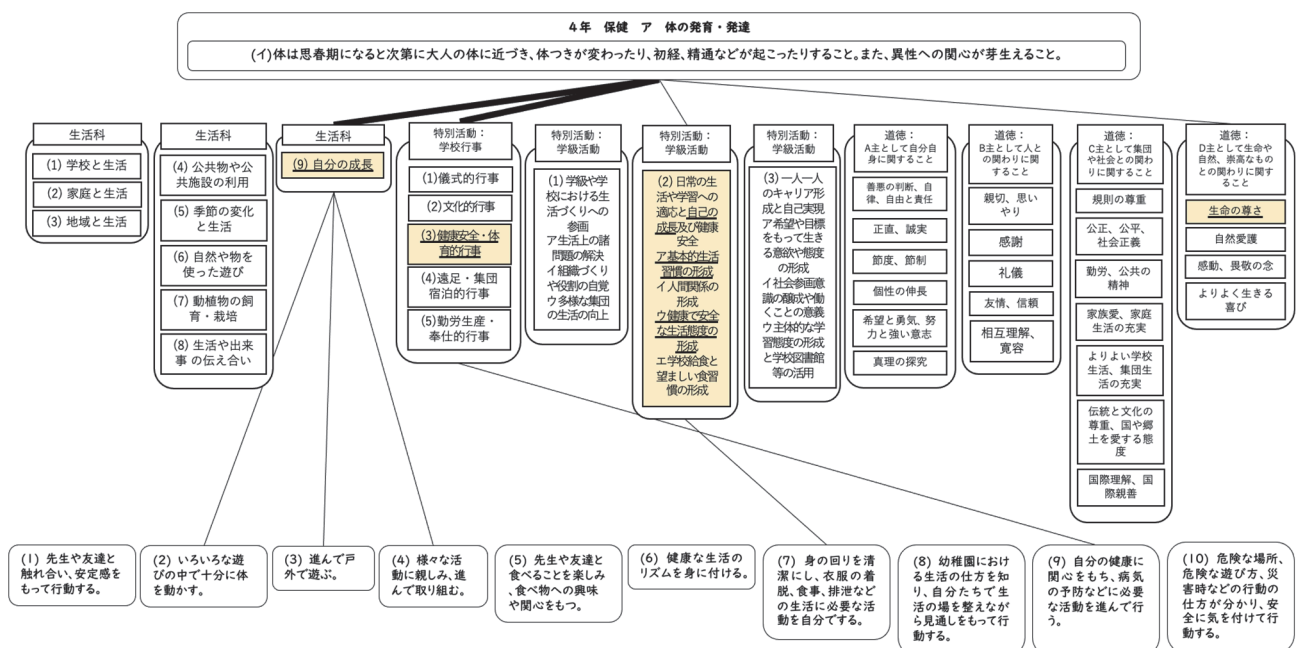 4年 保健 ア 体の発育・発達
(イ)体は思春期になると次第に大人の体に近づき、体つきが変わったり、初経、精通などが起こったりすること。また、異性への関心が芽生えること。
生活科
(1) 学校と生活
(2) 家庭と生活
(3) 地域と生活
生活科
(4) 公共物や公
共施設の利用
(5) 季節の変化
と生活
(6) 自然や物を
使った遊び
(7) 動植物の飼
育・栽培
(8) 生活や出来
事 の伝え合い
生活科
(9) 自分の成長
特別活動：
学校行事
(1)儀式的行事
(2)文化的行事
(3)健康安全・体
育的行事
(4)遠足・集団
宿泊的行事
(5)勤労生産・
奉仕的行事
特別活動：
学級活動
(1) 学級や学
校における生
活づくりへの
参画
ア生活上の諸
問題の解決
イ組織づくり
や役割の自覚
ウ多様な集団
の生活の向上
特別活動：
学級活動
(2) 日常の生
活や学習への
適応と自己の
成長及び健康
安全
ア基本的生活
習慣の形成
イ人間関係の
形成
ウ健康で安全
な生活態度の
形成
エ学校給食と
望ましい食習
慣の形成
特別活動：
学級活動
(3) 一人一人
のキャリア形
成と自己実現
ア希望や目標
をもって生き
る意欲や態度
の形成
イ社会参画意
識の醸成や働
くことの意義
ウ主体的な学
習態度の形成
と学校図書館
等の活用
道徳：
A主として自分自
身に関すること
善悪の判断、自
律、自由と責任
正直、誠実
節度、節制
個性の伸長
希望と勇気、努
力と強い意志
真理の探究
道徳：
B主として人と
の関わりに関
すること
親切、思い
やり
感謝
礼儀
友情、信頼
相互理解、
寛容
道徳：
C主として集団
や社会との関わ
りに関すること
規則の尊重
公正、公平、
社会正義
勤労、公共の
精神
家族愛、家庭
生活の充実
よりよい学校
生活、集団生
活の充実
伝統と文化の
尊重、国や郷
土を愛する態
度
国際理解、国
際親善
道徳：
D主として生命や
自然、崇高なもの
との関わりに関す
ること
生命の尊さ
自然愛護
感動、畏敬の念
よりよく生きる
喜び
(1) 先生や友達と
触れ合い、安定感を
もって行動する。
(2) いろいろな遊
びの中で十分に体
を動かす。
(3) 進んで戸
外で遊ぶ。
(4) 様々な活
動に親しみ、進
んで取り組む。
(5) 先生や友達と
食べることを楽しみ
、食べ物への興味
や関心をもつ。
(6) 健康な生活の
リズムを身に付ける。
(7) 身の回りを清
潔にし、衣服の着
脱、食事、排泄など
の生活に必要な活
動を自分でする。
(8) 幼稚園におけ
る生活の仕方を知
り、自分たちで生
活の場を整えなが
ら見通しをもって行
動する。
(9) 自分の健康に
関心をもち、病気
の予防などに必要
な活動を進んで行
う。
(10) 危険な場所、
危険な遊び方、災
害時などの行動の
仕方が分かり、安
全に気を付けて行
動する。